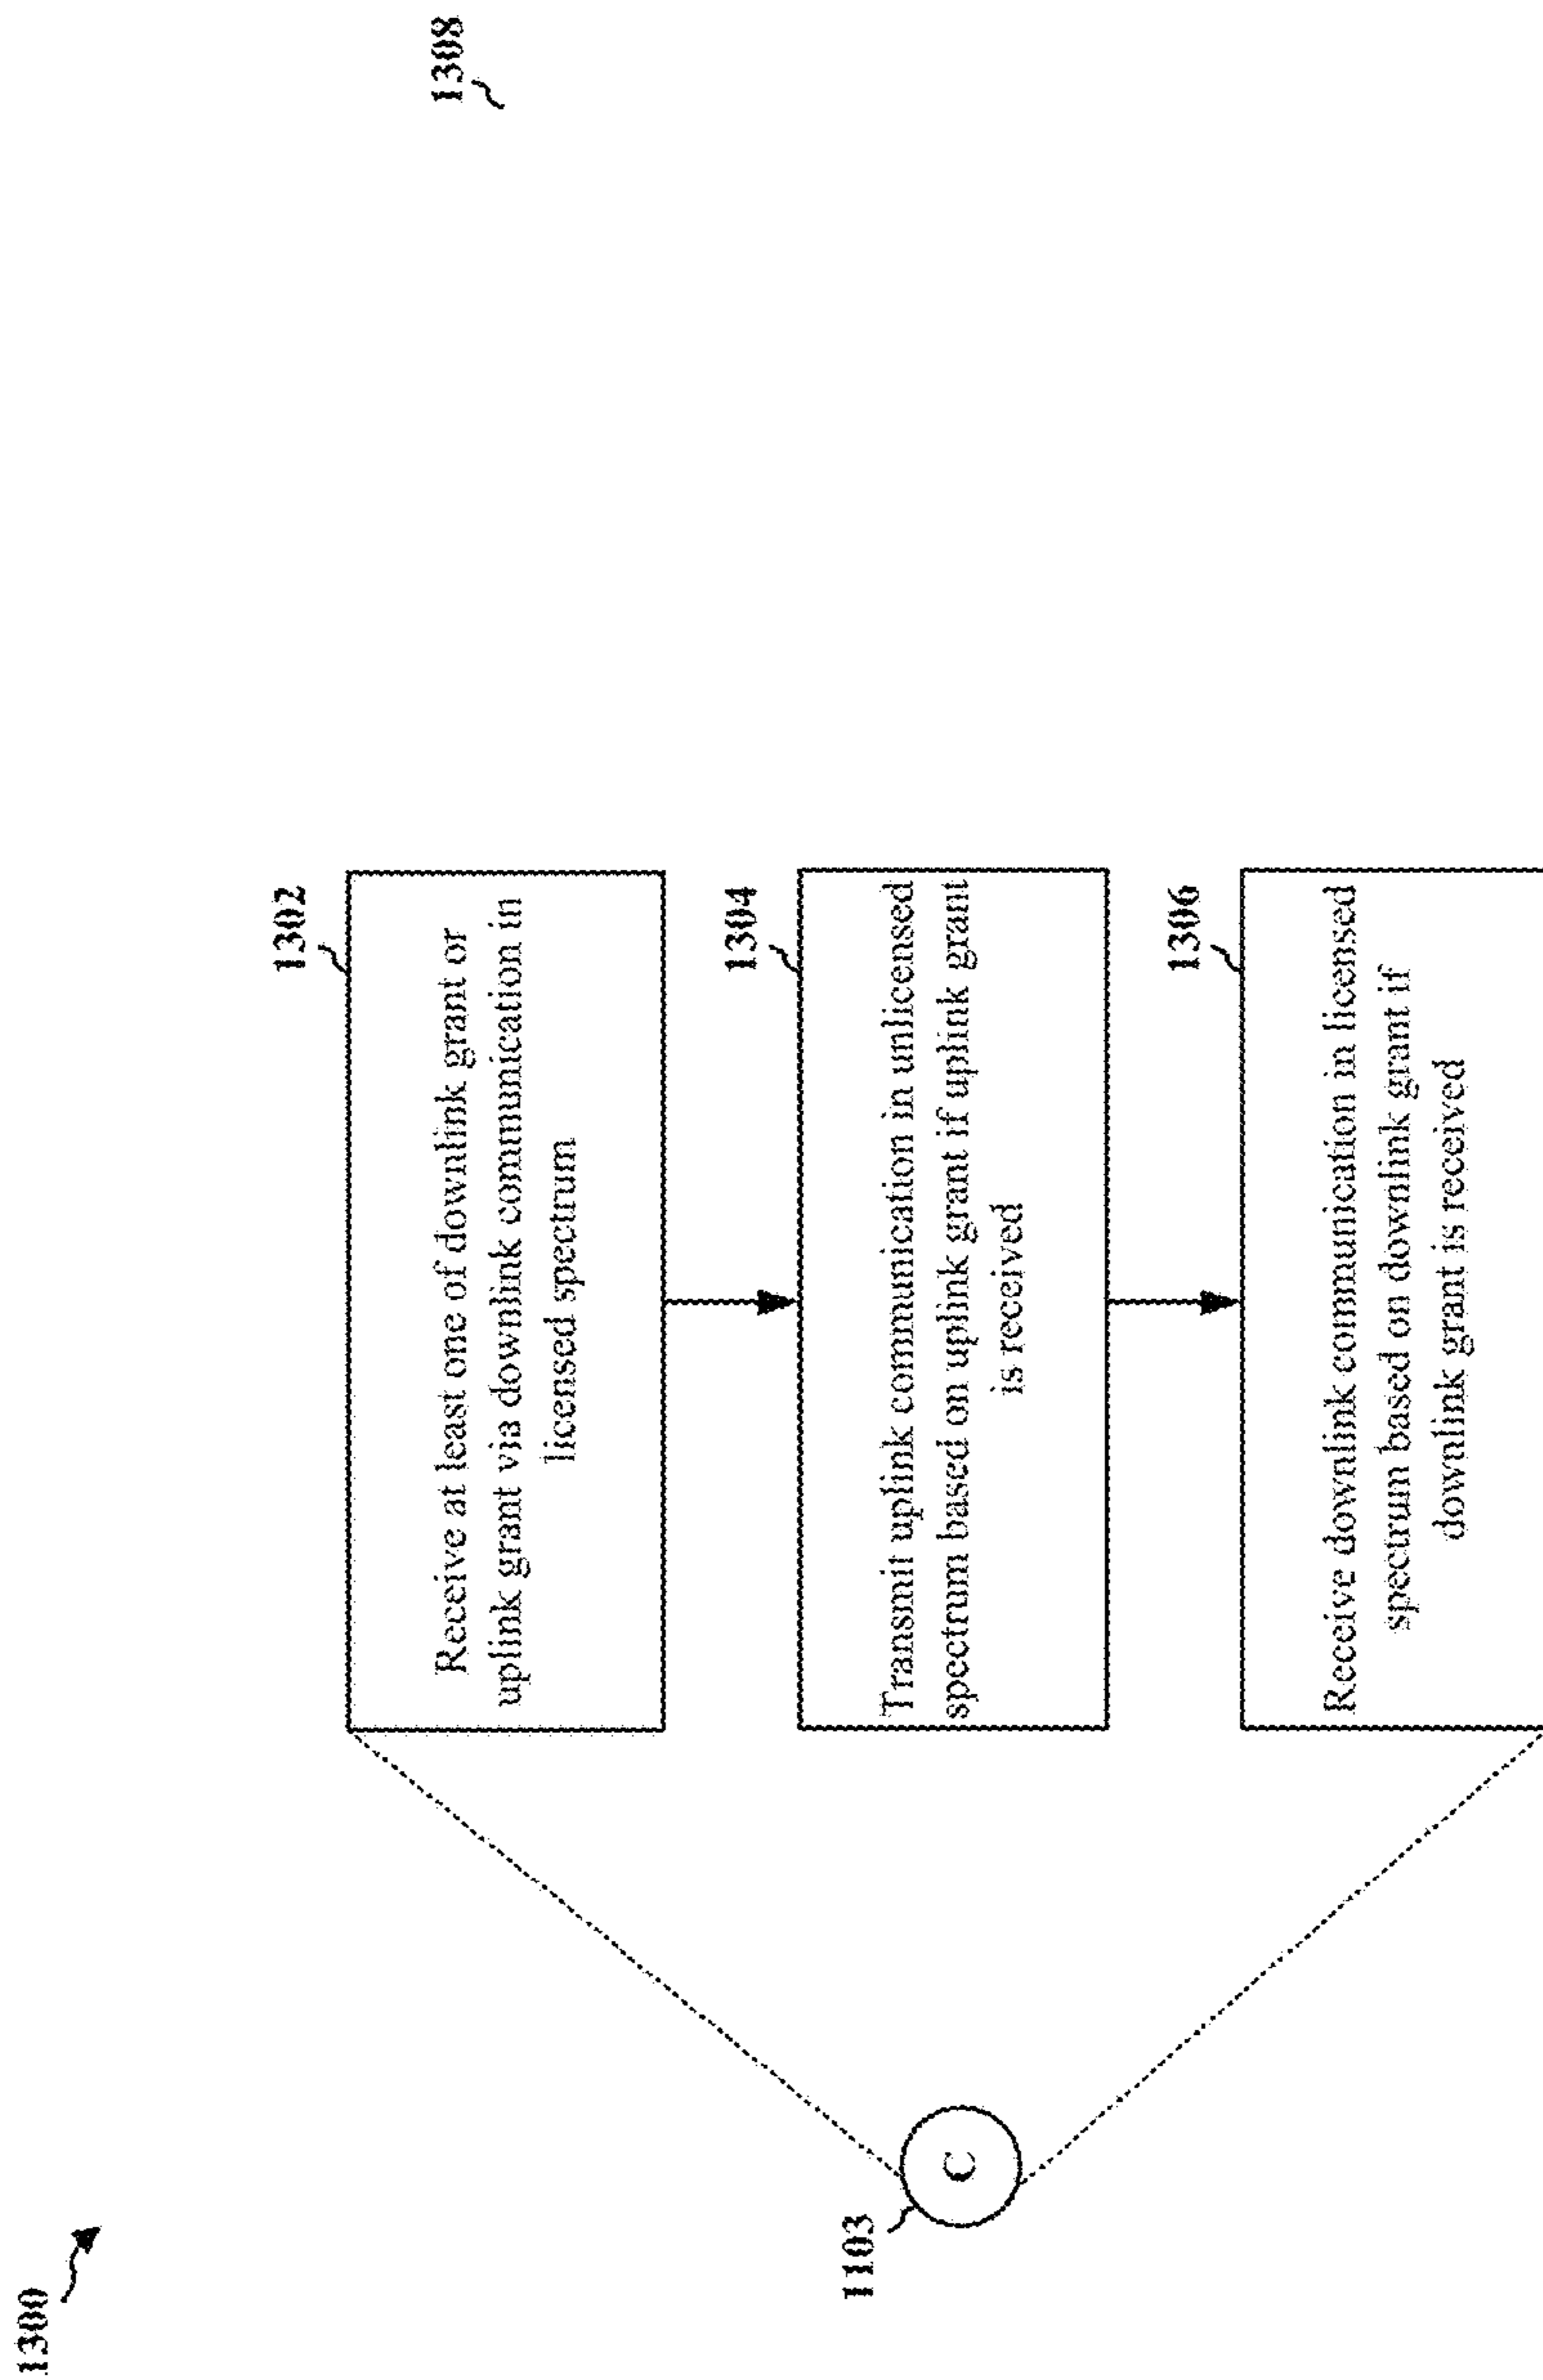 1300
1308
1302
Receive at least one of downlink grant or
uplink grant via downlink communication in
licensed spectrum
1304
Transmit uplink communication in unlicensed
spectrum based on uplink grant if uplink grant
is received
1103
C
1306
Receive downlink communication in licensed
spectrum based on downlink grant if
downlink grant is received